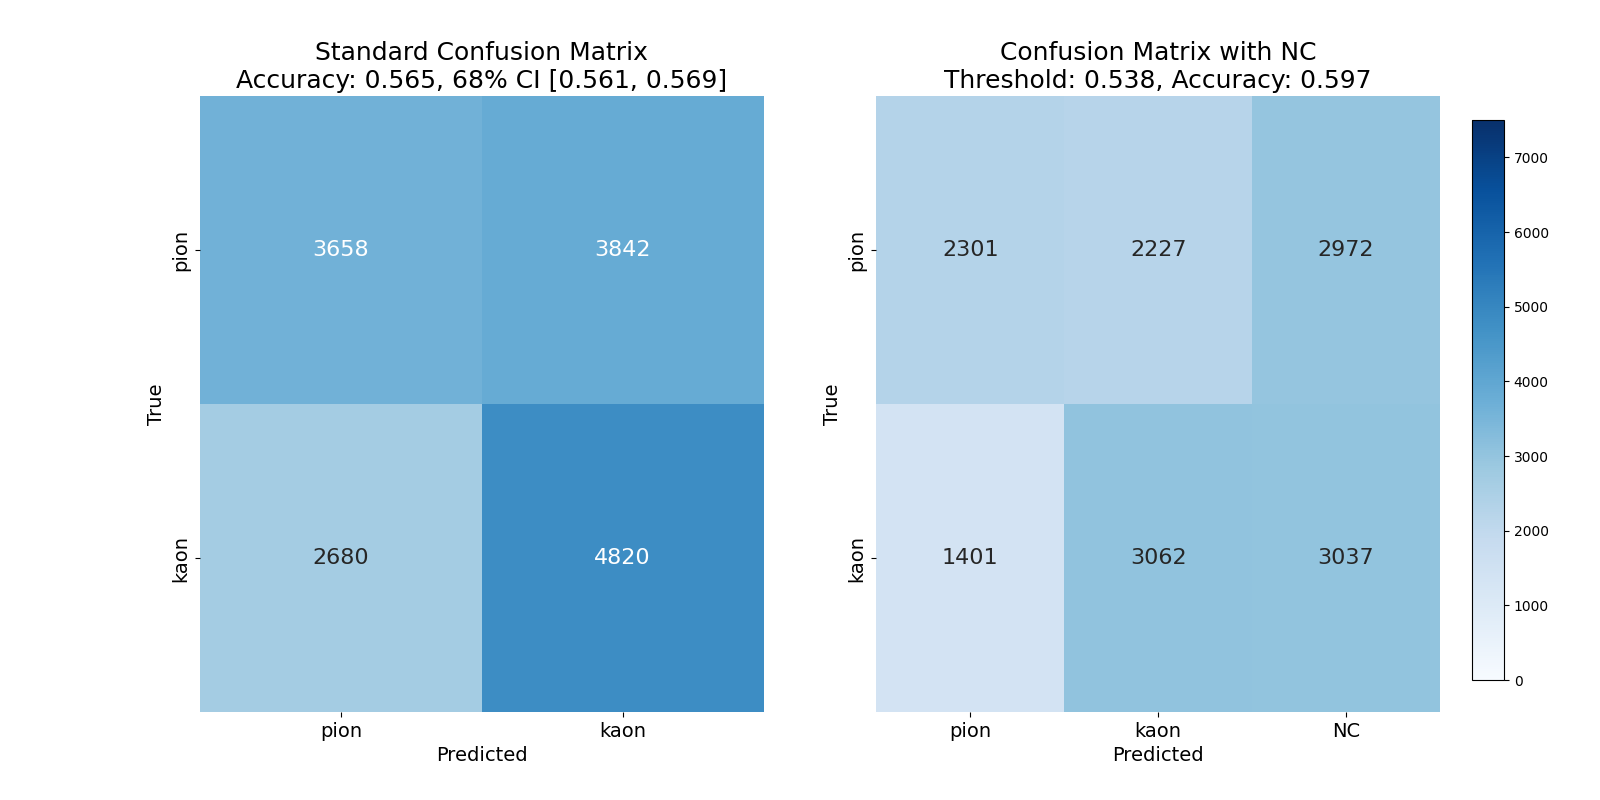 Standard Confusion Matrix
Accuracy: 0.565, 68% CI [0.561, 0.569]
pion
3658
3842
True
kaon
2680
4820
pion
kaon
Predicted
Confusion Matrix with NC
Threshold: 0.538, Accuracy: 0.597
pion
2301
2227
2972
True
kaon
1401
3062
3037
pion
kaon
NC
Predicted
7000
6000
5000
4000
3000
2000
1000
0